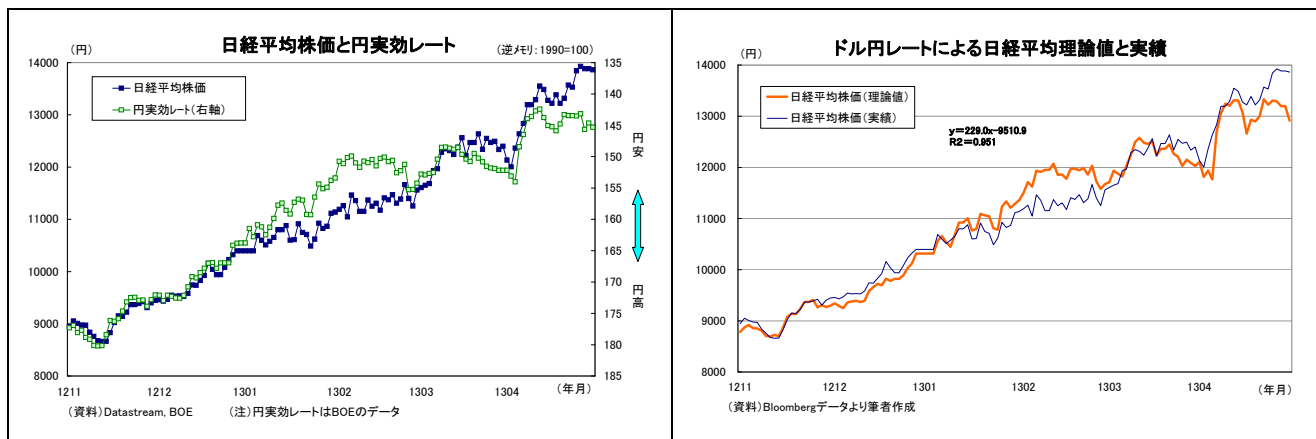 日経平均株価と円実効レート
（円）
（逆メモリ：1990=100）
日経平均株価
円実効レート（右軸）
14000
13000
12000
11000
10000
9000
8000
135
140
145
150
155
160
165
170
175
180
185
円安
円高
1211 1212 1301 1302 1303 1304 （年月）
（資料）Datastream, BOE （注）円実効レートはBOEのデータ
ドル円レートによる日経平均理論値と実績
（円）
日経平均株価（理論値）
日経平均株価（実績）
y＝229.0x−9510.9
R2＝0.951
14000
13000
12000
11000
10000
9000
8000
1211 1212 1301 1302 1303 1304 （年月）
（資料）Bloombergデータより筆者作成